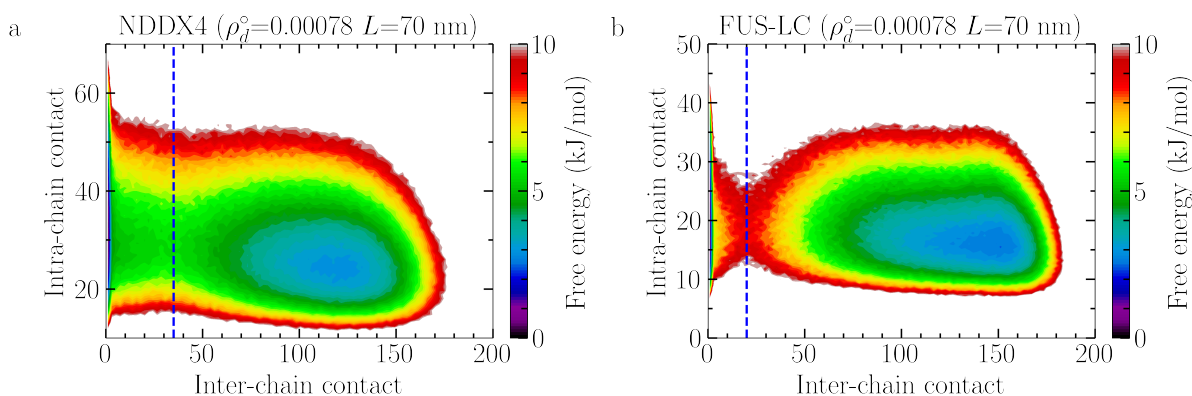 a
NDDX4 (ρ_d°=0.00078 L=70 nm)
60
40
20
Intra-chain contact
0 50 100 150 200
Inter-chain contact
10
5
0
Free energy (kJ/mol)
b
FUS-LC (ρ_d°=0.00078 L=70 nm)
50
40
30
20
10
0
Intra-chain contact
0 50 100 150 200
Inter-chain contact
10
5
0
Free energy (kJ/mol)